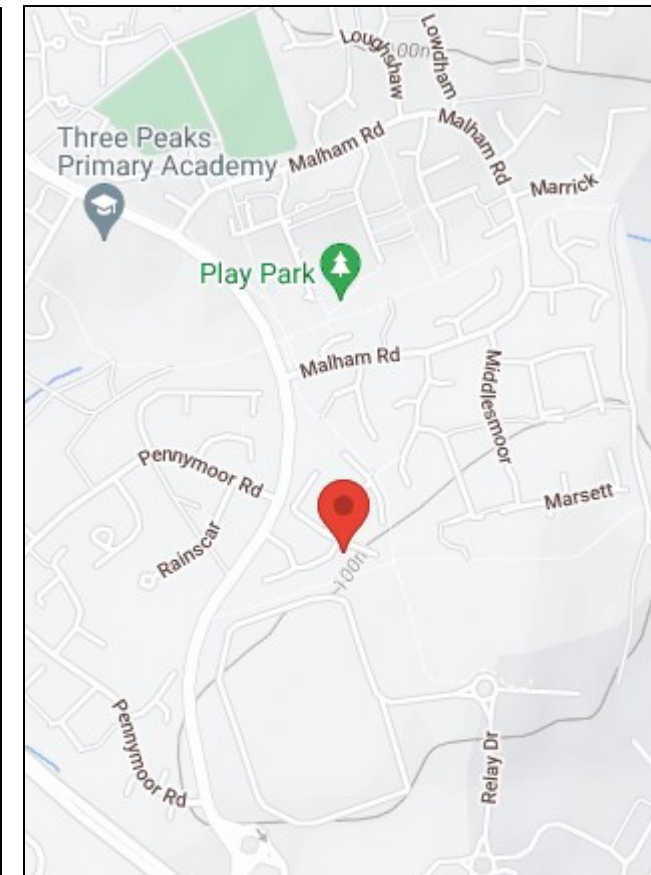 Loughshaw
Lowdham
100m
Malham Rd
Malham Rd
Three Peaks
Primary Academy
Marrick
Play Park
Malham Rd
Middlesmoor
Pennymoor Rd
Marsett
Rainscar
100m
Pennymoor Rd
Relay Dr